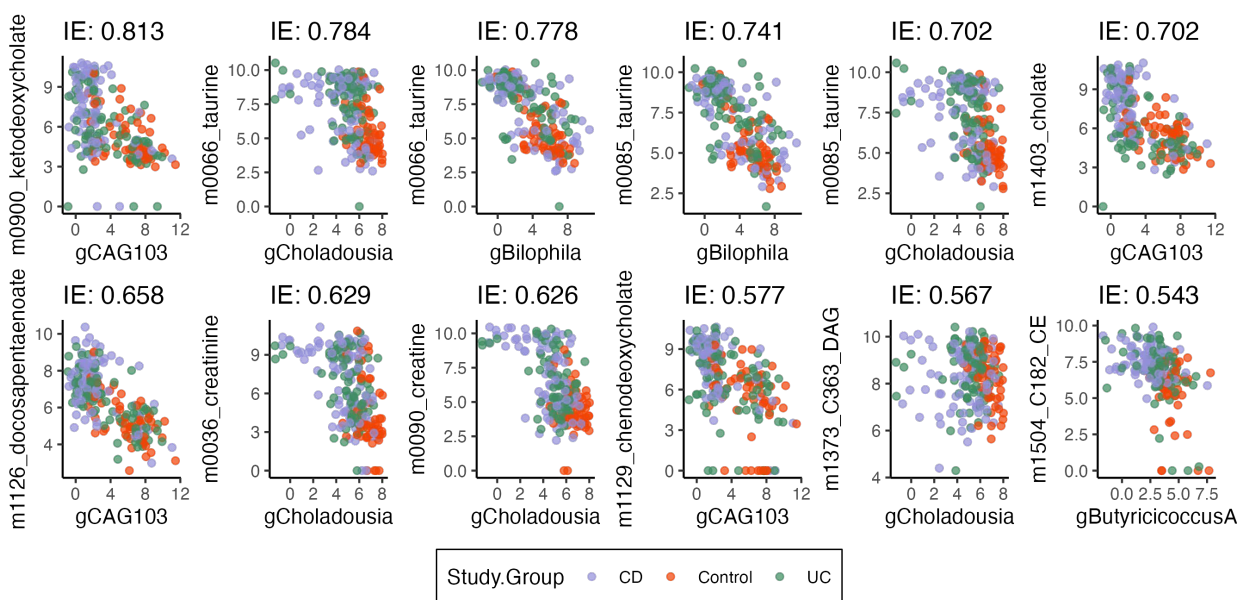 IE: 0.813
IE: 0.784
IE: 0.778
IE: 0.741
IE: 0.702
IE: 0.702
m0900_ketodeoxycholate
9
6
3
0
0 4 8 12
gCAG103
m0066_taurine
10.0
7.5
5.0
2.5
0.0
0 2 4 6 8
gCholadousia
m0066_taurine
10.0
7.5
5.0
2.5
0.0
0 4 8
gBilophila
m0085_taurine
10.0
7.5
5.0
2.5
0 4 8
gBilophila
m0085_taurine
10.0
7.5
5.0
2.5
0 2 4 6 8
gCholadousia
m1403_cholate
9
6
3
0
0 4 8 12
gCAG103
IE: 0.658
IE: 0.629
IE: 0.626
IE: 0.577
IE: 0.567
IE: 0.543
m1126_docosapentaenoate
10
8
6
4
0 4 8 12
gCAG103
m0036_creatinine
9
6
3
0
0 2 4 6 8
gCholadousia
m0090_creatine
10.0
7.5
5.0
2.5
0.0
0 2 4 6 8
gCholadousia
m1129_chenodeoxycholate
9
6
3
0
0 4 8 12
gCAG103
m1373_C363_DAG
10
8
6
4
0 2 4 6 8
gCholadousia
m1504_C182_CE
10.0
7.5
5.0
2.5
0.0
0.0 2.5 5.0 7.5
gButyricicoccusA
Study.Group CD Control UC